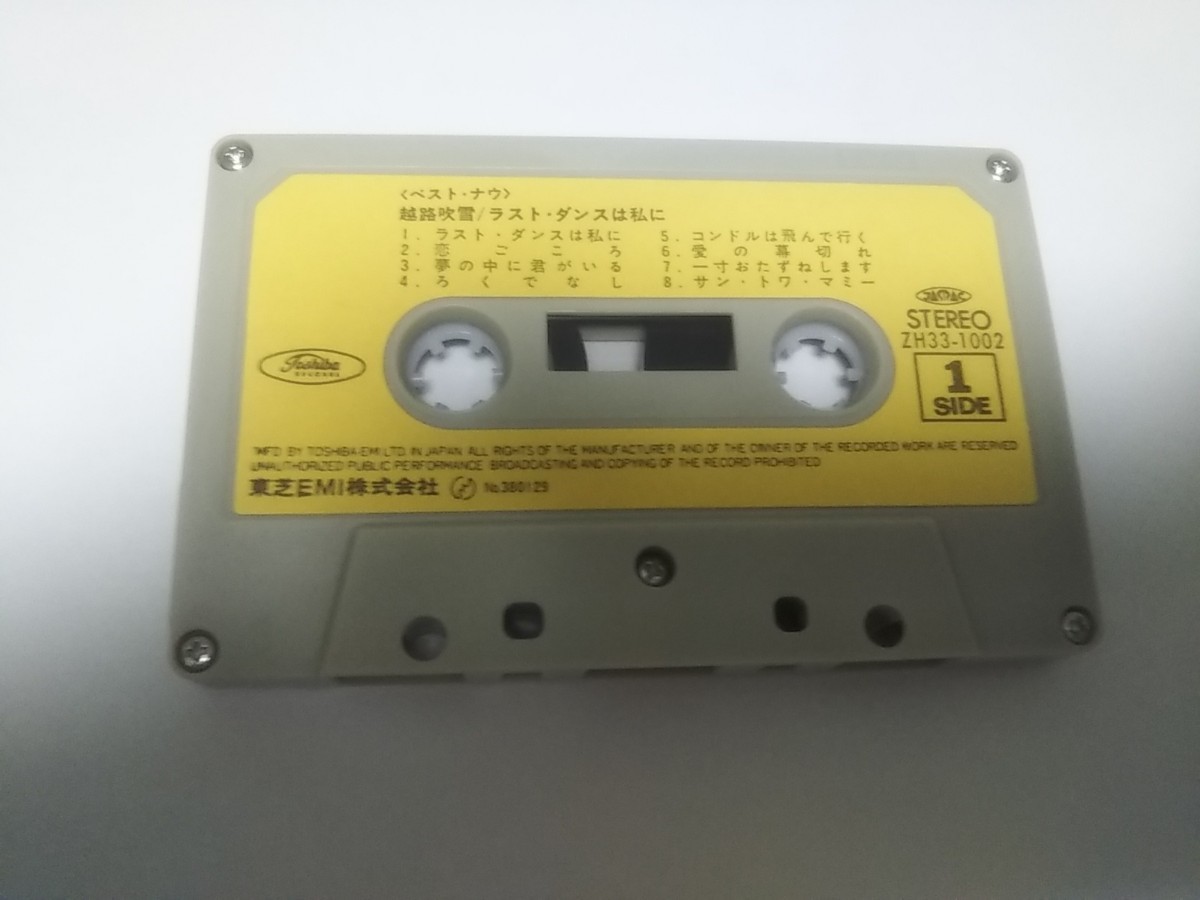 〈ベスト・ナウ〉
越路吹雪/ラスト・ダンスは私に
1. ラスト・ダンスは私に
2. 恋ごころ
3. 夢の中に君がいる
4. ろくでなし
5. コンドルは飛んで行く
6. 愛の幕切れ
7. 一寸おたずねします
8. サン・トワ・マミー
JASRAC
STEREO
ZH33-1002
1
SIDE
Toshiba
RECORDS
MFD BY TOSHIBA-EMI LTD. IN JAPAN ALL RIGHTS OF THE MANUFACTURER AND OF THE OWNER OF THE RECORDED WORK ARE RESERVED
UNAUTHORIZED PUBLIC PERFORMANCE BROADCASTING AND COPYING OF THE RECORD PROHIBITED
東芝EMI株式会社 No.380129